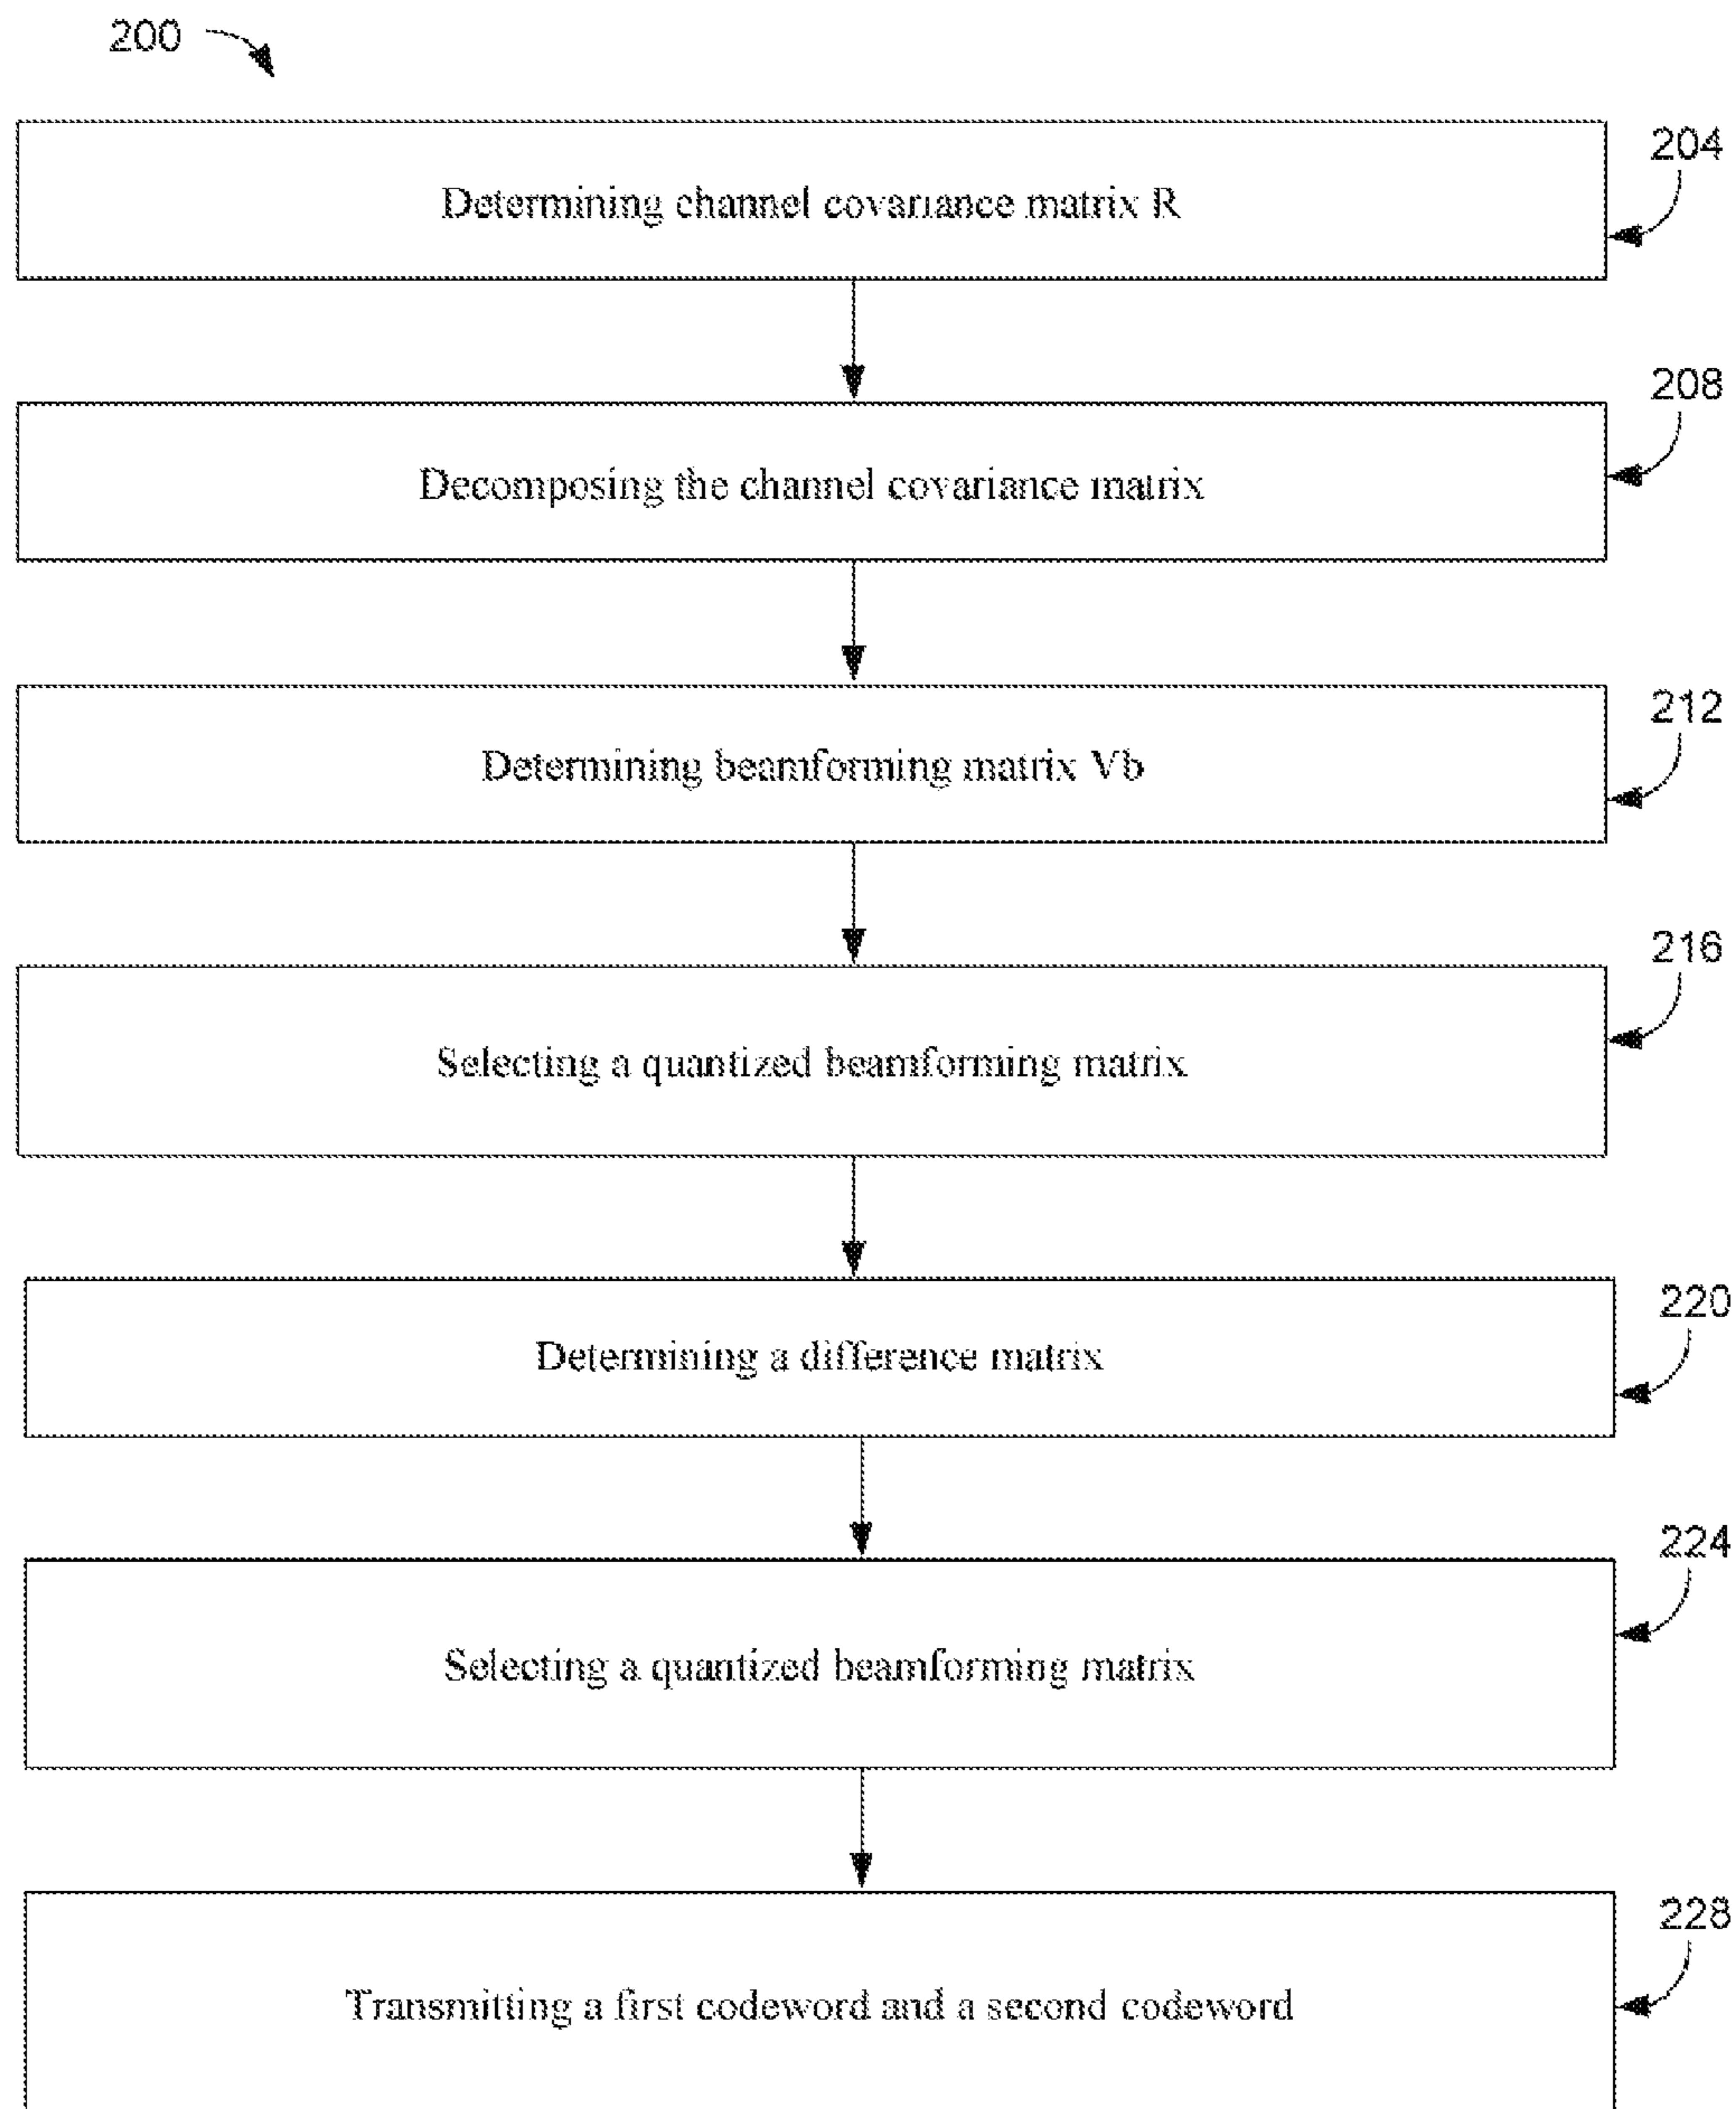 200
204
Determining channel covariance matrix R
208
Decomposing the channel covariance matrix
212
Determining beamforming matrix Vb
216
Selecting a quantized beamforming matrix
220
Determining a difference matrix
224
Selecting a quantized beamforming matrix
228
Transmitting a first codeword and a second codeword